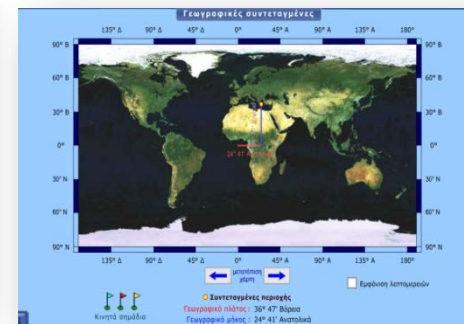 Γεωγραφικές συντεταγμένες
135° Δ 90° Δ 45° Δ 0° 45° Α 90° Α 135° Α 180°
90° Β 90° Β
60° Β 60° Β
30° Β 30° Β
0° 0°
30° Ν 30° Ν
60° Ν 60° Ν
90° Ν 90° Ν
135° Δ 90° Δ 45° Δ 0° 45° Α 90° Α 135° Α 180°
μετατόπιση
χάρτη
Εμφάνιση λεπτομερειών
Κινητά σημάδια
Συντεταγμένες περιοχής
Γεωγραφικό πλάτος : 36° 47' Βόρεια
Γεωγραφικό μήκος : 24° 41' Ανατολικά